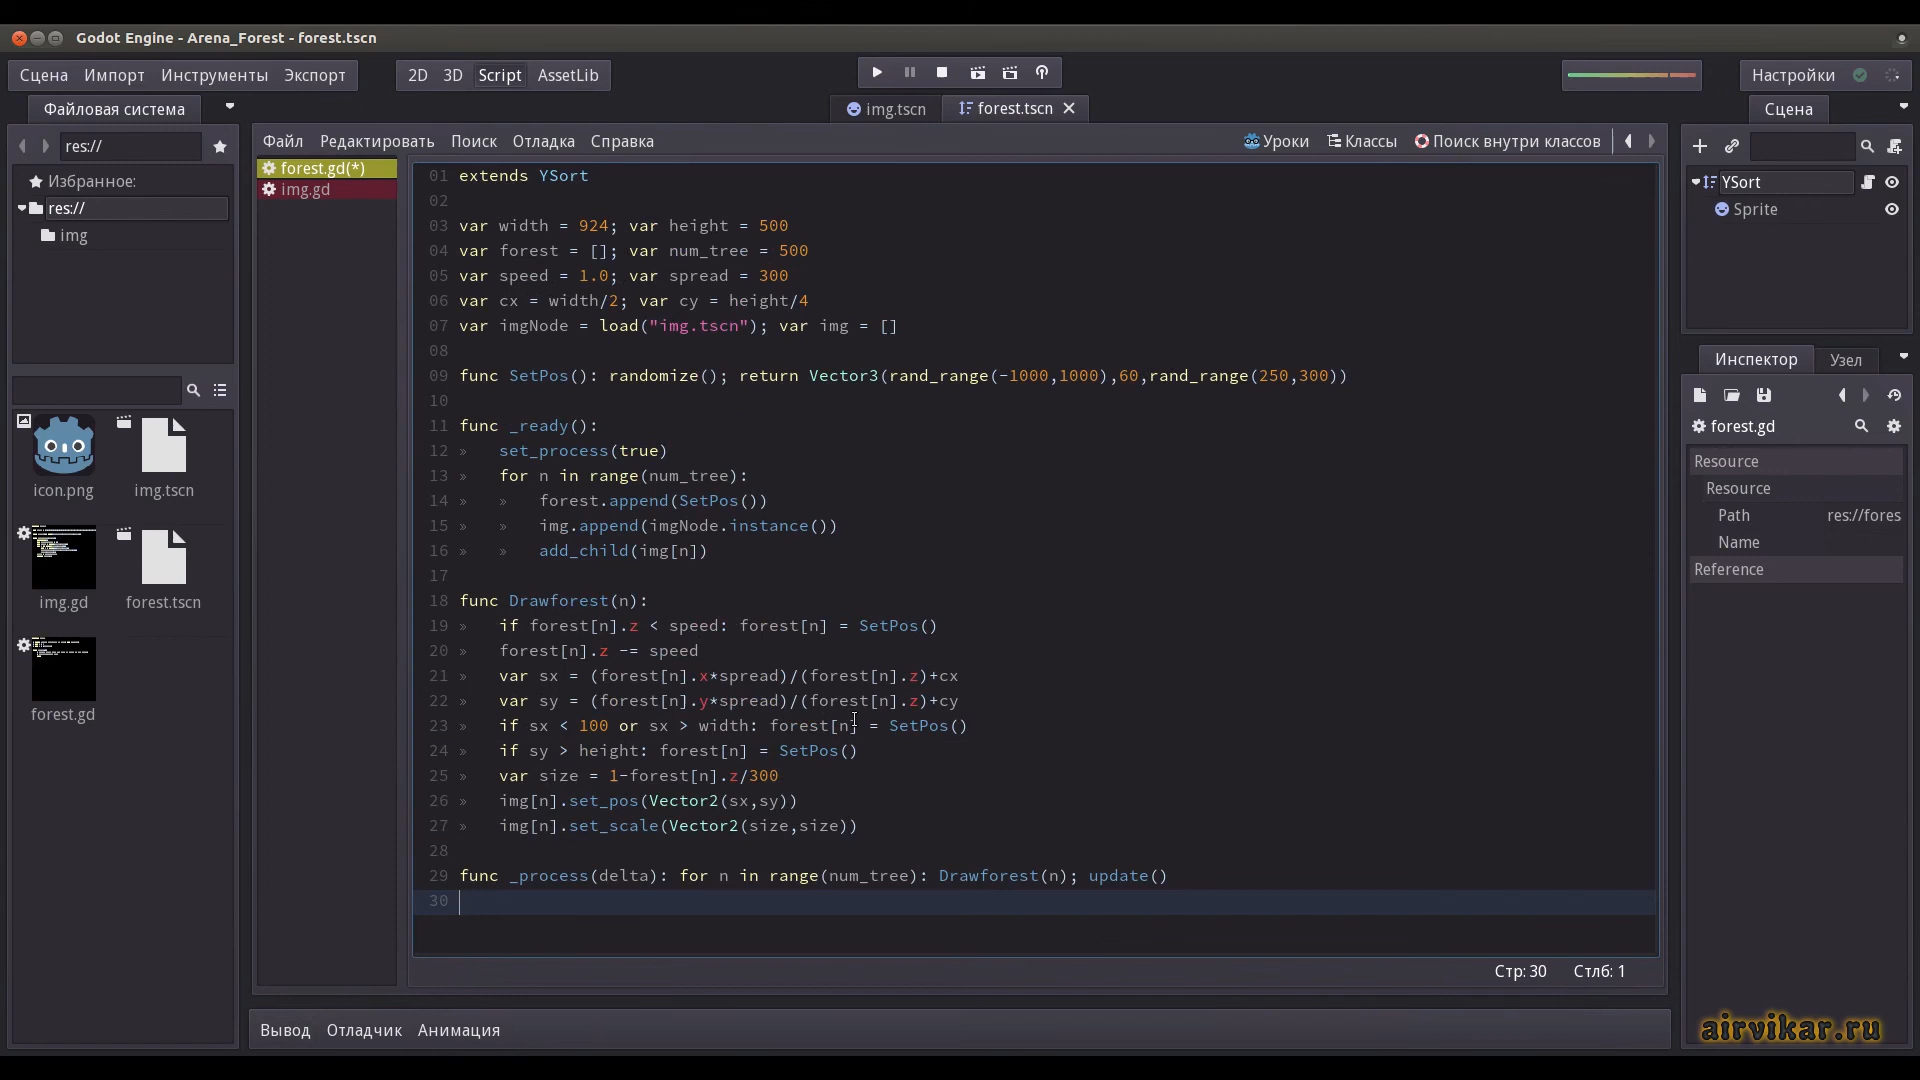 Godot Engine - Arena_Forest - forest.tscn
Сцена Импорт Инструменты Экспорт 2D 3D Script AssetLib Настройки
Файловая система img.tscn forest.tscn Сцена
res:// Файл Редактировать Поиск Отладка Справка Уроки Классы Поиск внутри классов
Избранное:
res://
img
forest.gd(*)
img.gd
01 extends YSort
02
03 var width = 924; var height = 500
04 var forest = []; var num_tree = 500
05 var speed = 1.0; var spread = 300
06 var cx = width/2; var cy = height/4
07 var imgNode = load("img.tscn"); var img = []
08
09 func SetPos(): randomize(); return Vector3(rand_range(-1000,1000),60,rand_range(250,300))
10
11 func _ready():
12 » set_process(true)
13 » for n in range(num_tree):
14 » » forest.append(SetPos())
15 » » img.append(imgNode.instance())
16 » » add_child(img[n])
17
18 func Drawforest(n):
19 » if forest[n].z < speed: forest[n] = SetPos()
20 » forest[n].z -= speed
21 » var sx = (forest[n].x*spread)/(forest[n].z)+cx
22 » var sy = (forest[n].y*spread)/(forest[n].z)+cy
23 » if sx < 100 or sx > width: forest[n] = SetPos()
24 » if sy > height: forest[n] = SetPos()
25 » var size = 1-forest[n].z/300
26 » img[n].set_pos(Vector2(sx,sy))
27 » img[n].set_scale(Vector2(size,size))
28
29 func _process(delta): for n in range(num_tree): Drawforest(n); update()
30
Стр: 30 Стлб: 1
icon.png img.tscn
img.gd forest.tscn
forest.gd
YSort
Sprite
Инспектор Узел
forest.gd
Resource
Resource
Path res://fores
Name
Reference
Вывод Отладчик Анимация
airvikar.ru